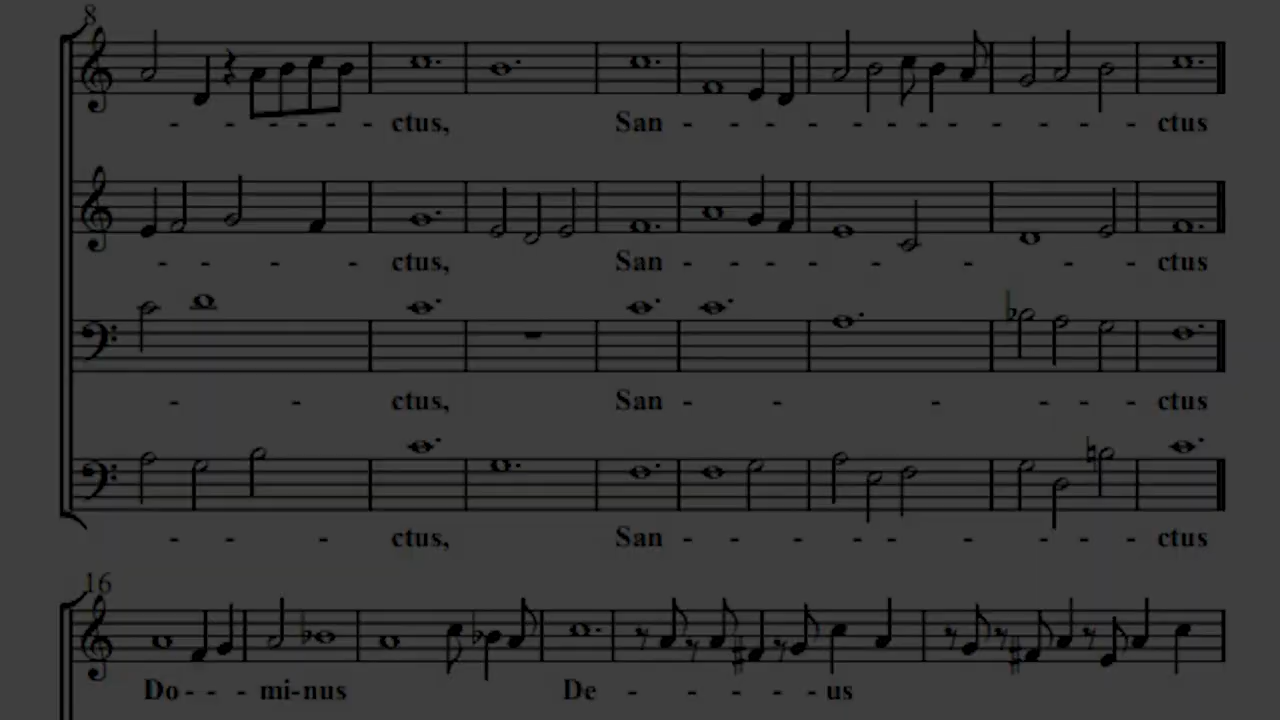 8
- - - - - ctus, San - - - - - - - - - - - ctus
- - - - ctus, San - - - - - - - - ctus
- - ctus, San - - - - - - ctus
- - - ctus, San - - - - - - - - - - ctus
16
Do - - - mi-nus De - - - - - us